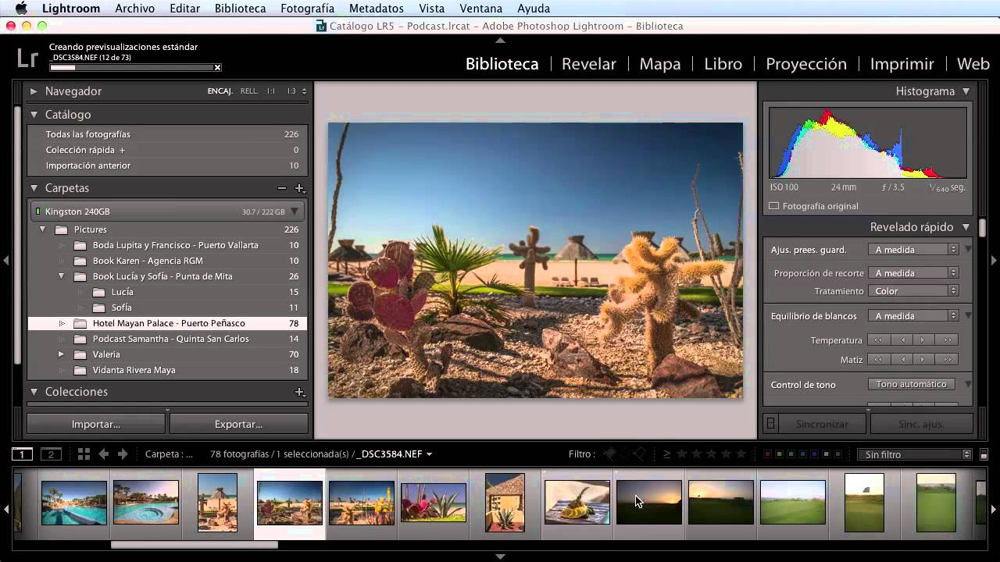 Lightroom Archivo Editar Biblioteca Fotografía Metadatos Vista Ventana Ayuda
Lr Catálogo LR5 - Podcast.lrcat - Adobe Photoshop Lightroom - Biblioteca
Lr
Creando previsualizaciones estándar
_DSC3584.NEF (12 de 73)
Biblioteca | Revelar | Mapa | Libro | Proyección | Imprimir | Web
Navegador ENCAJ. RELL. 1:1 1:3
Catálogo
Todas las fotografías 226
Colección rápida + 0
Importación anterior 10
Carpetas
Kingston 240GB 30.7 / 222 GB
Pictures 226
Boda Lupita y Francisco - Puerto Vallarta 10
Book Karen - Agencia RGM 10
Book Lucía y Sofía - Punta de Mita 26
Lucía 15
Sofía 11
Hotel Mayan Palace - Puerto Peñasco 78
Podcast Samantha - Quinta San Carlos 14
Valeria 70
Vidanta Rivera Maya 18
Colecciones
Importar... Exportar...
Histograma
ISO 100 24 mm ƒ / 3.5 1/640 seg.
Fotografía original
Revelado rápido
Ajus. prees. guard. A medida
Proporción de recorte A medida
Tratamiento Color
Equilibrio de blancos A medida
Temperatura
Matiz
Control de tono Tono automático
Sincronizar Sinc. ajus.
1 2 Carpeta : ... 78 fotografías / 1 seleccionada(s) / _DSC3584.NEF Filtro : ≥ Sin filtro